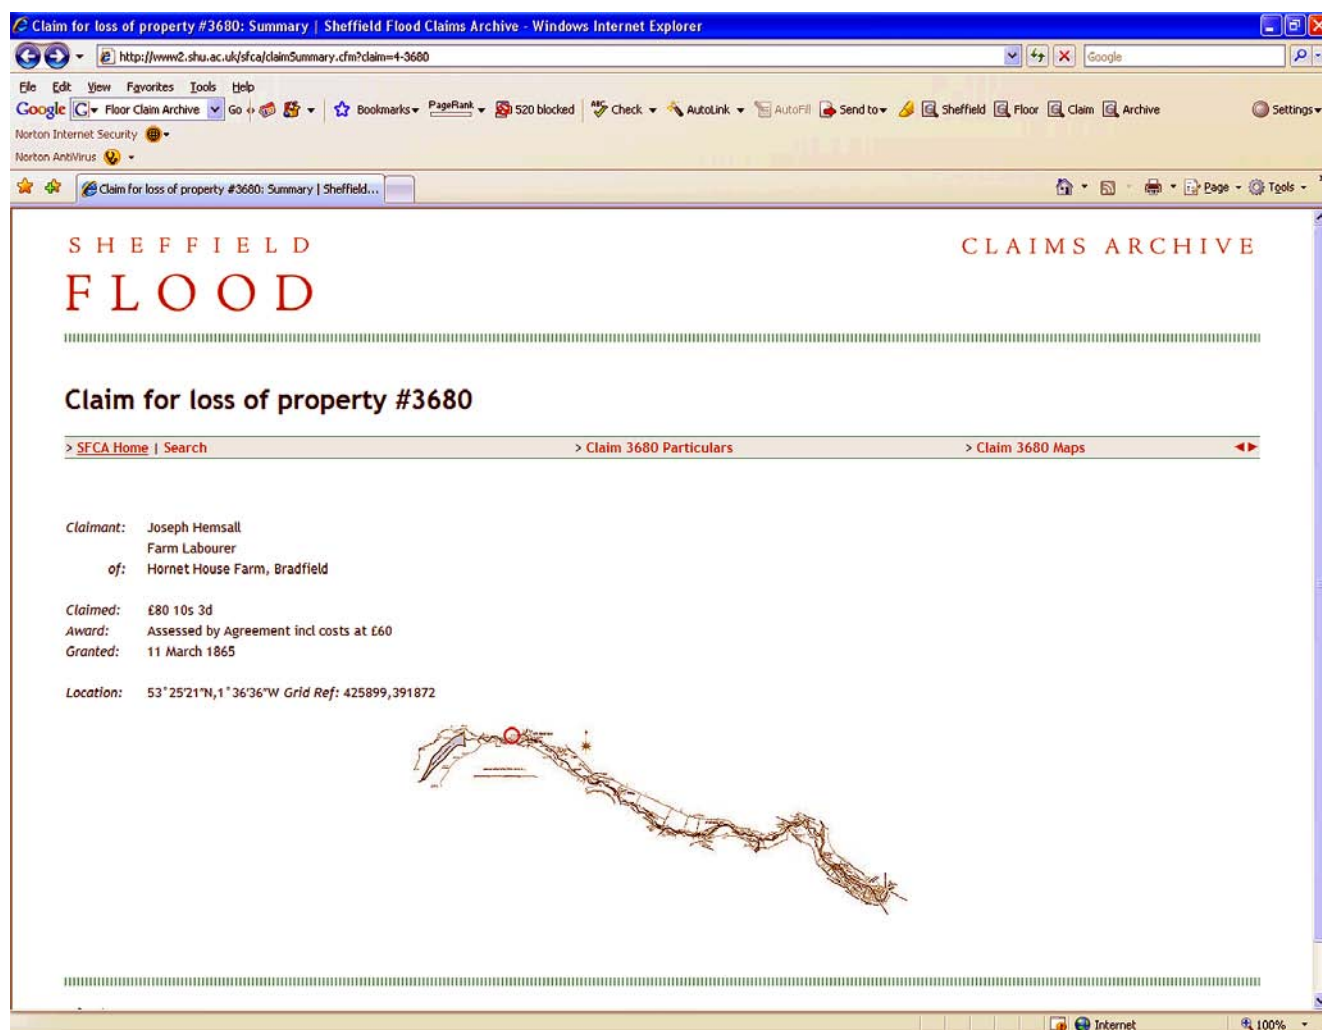 Claim for loss of property #3680: Summary | Sheffield Flood Claims Archive - Windows Internet Explorer
http://www2.shu.ac.uk/sfca/claimSummary.cfm?claim=4-3680
Google
File Edit View Favorites Tools Help
Google Floor Claim Archive Go Bookmarks PageRank 520 blocked Check AutoLink AutoFill Send to Sheffield Floor Claim Archive Settings
Norton Internet Security
Norton AntiVirus
Claim for loss of property #3680: Summary | Sheffield... Page Tools
SHEFFIELD CLAIMS ARCHIVE
FLOOD
Claim for loss of property #3680
> SFCA Home | Search > Claim 3680 Particulars > Claim 3680 Maps
Claimant: Joseph Hemsall
Farm Labourer
of: Hornet House Farm, Bradfield
Claimed: £80 10s 3d
Award: Assessed by Agreement incl costs at £60
Granted: 11 March 1865
Location: 53°25'21"N,1°36'36"W Grid Ref: 425899,391872
Internet 100%